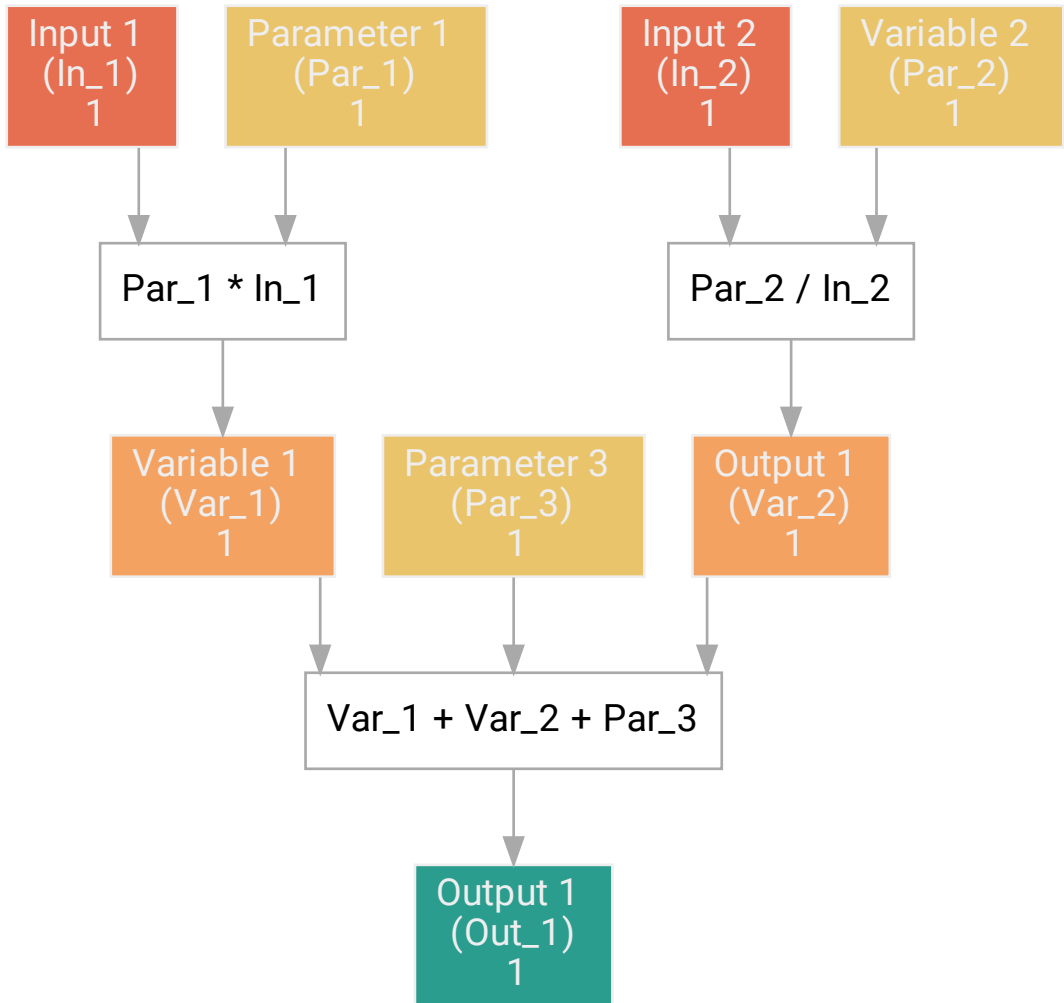 Input 1
(In_1)
1
Parameter 1
(Par_1)
1
Input 2
(In_2)
1
Variable 2
(Par_2)
1
Par_1 * In_1
Par_2 / In_2
Variable 1
(Var_1)
1
Parameter 3
(Par_3)
1
Output 1
(Var_2)
1
Var_1 + Var_2 + Par_3
Output 1
(Out_1)
1